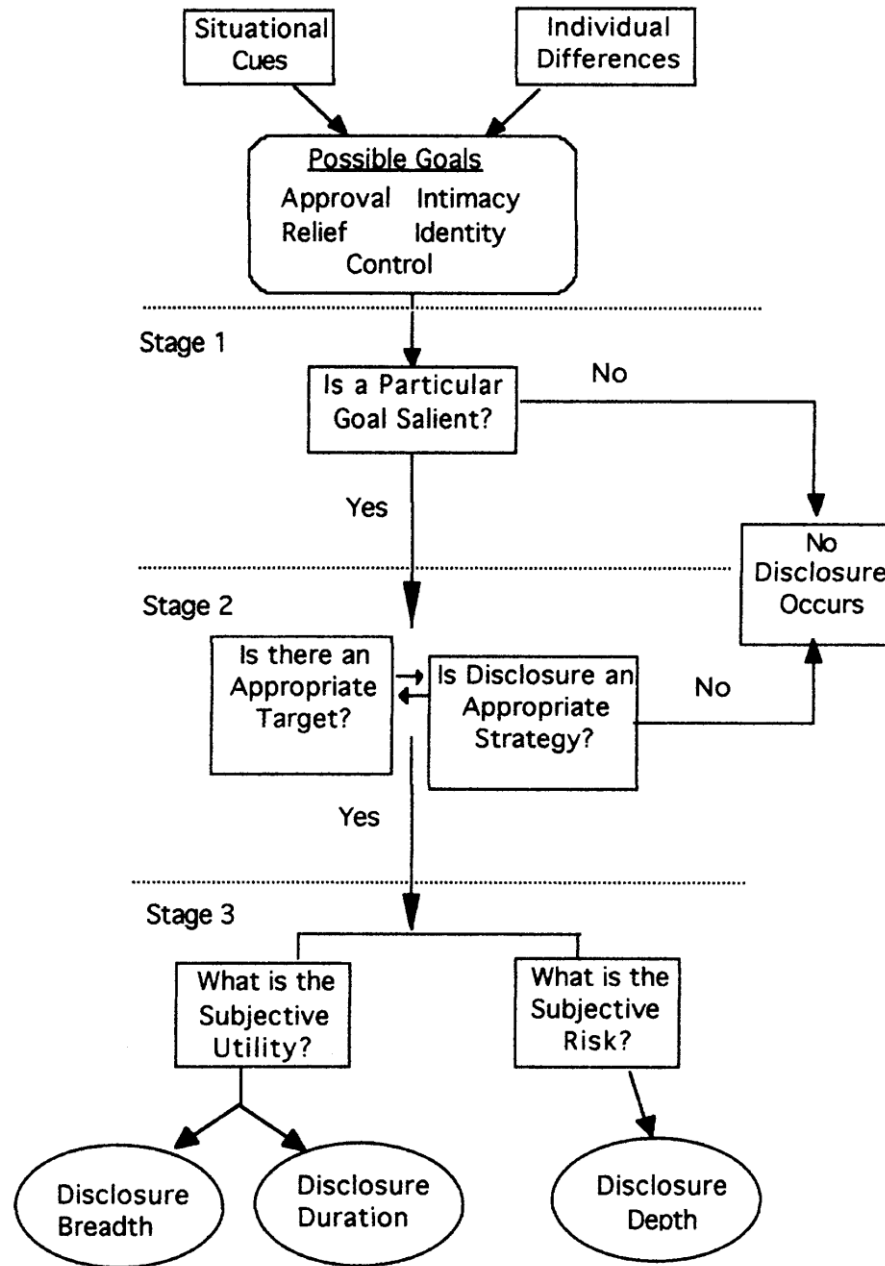 Situational
Cues
Individual
Differences
Possible Goals
Approval Intimacy
Relief Identity
Control
Stage 1
Is a Particular
Goal Salient?
No
Yes
No
Disclosure
Occurs
Stage 2
Is there an
Appropriate
Target?
Is Disclosure an
Appropriate
Strategy?
No
Yes
Stage 3
What is the
Subjective
Utility?
What is the
Subjective
Risk?
Disclosure
Breadth
Disclosure
Duration
Disclosure
Depth